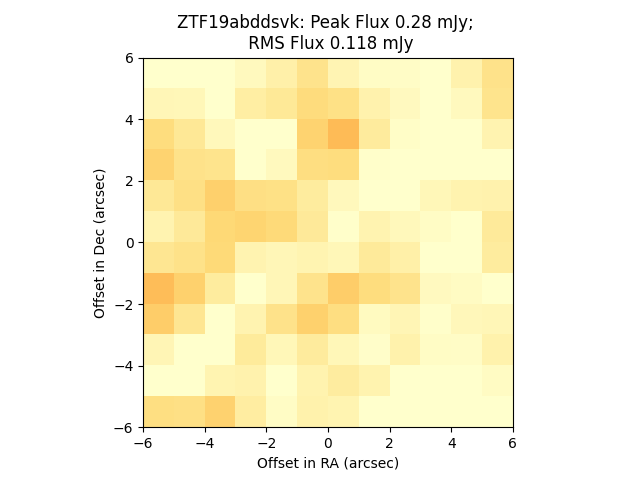 ZTF19abddsvk: Peak Flux 0.28 mJy;
RMS Flux 0.118 mJy
6
4
2
0
−2
−4
−6
Offset in Dec (arcsec)
−6 −4 −2 0 2 4 6
Offset in RA (arcsec)